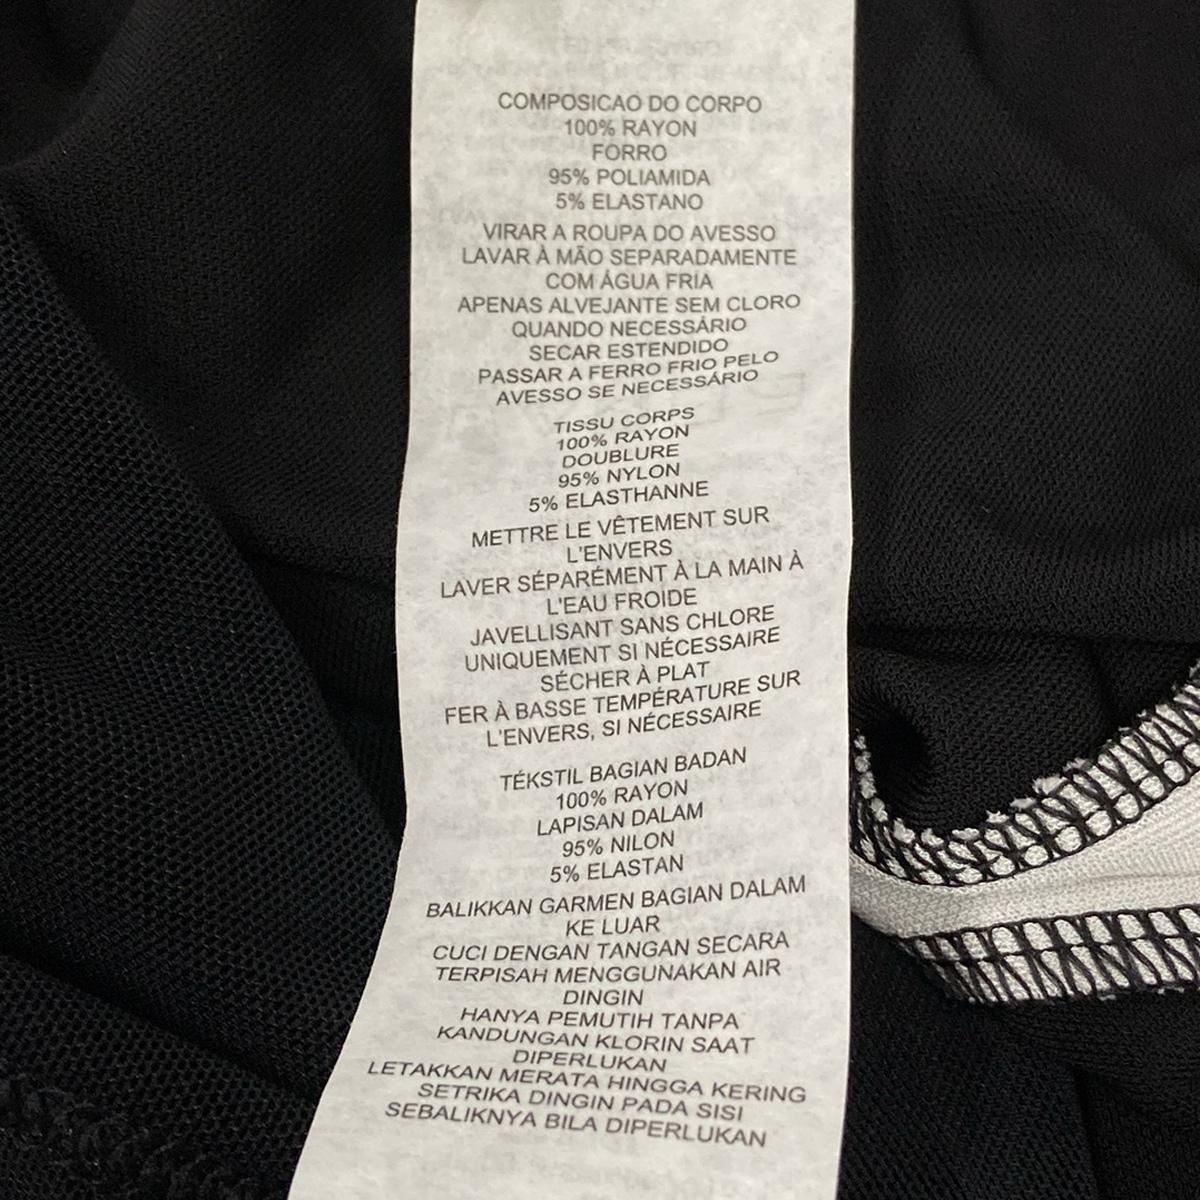 COMPOSICAO DO CORPO
100% RAYON
FORRO
95% POLIAMIDA
5% ELASTANO
VIRAR A ROUPA DO AVESSO
LAVAR À MÃO SEPARADAMENTE
COM ÁGUA FRIA
APENAS ALVEJANTE SEM CLORO
QUANDO NECESSÁRIO
SECAR ESTENDIDO
PASSAR A FERRO FRIO PELO
AVESSO SE NECESSÁRIO
TISSU CORPS
100% RAYON
DOUBLURE
95% NYLON
5% ELASTHANNE
METTRE LE VÊTEMENT SUR
L'ENVERS
LAVER SÉPARÉMENT À LA MAIN À
L'EAU FROIDE
JAVELLISANT SANS CHLORE
UNIQUEMENT SI NÉCESSAIRE
SÉCHER À PLAT
FER À BASSE TEMPÉRATURE SUR
L'ENVERS, SI NÉCESSAIRE
TÉKSTIL BAGIAN BADAN
100% RAYON
LAPISAN DALAM
95% NILON
5% ELASTAN
BALIKKAN GARMEN BAGIAN DALAM
KE LUAR
CUCI DENGAN TANGAN SECARA
TERPISAH MENGGUNAKAN AIR
DINGIN
HANYA PEMUTIH TANPA
KANDUNGAN KLORIN SAAT
DIPERLUKAN
LETAKKAN MERATA HINGGA KERING
SETRIKA DINGIN PADA SISI
SEBALIKNYA BILA DIPERLUKAN